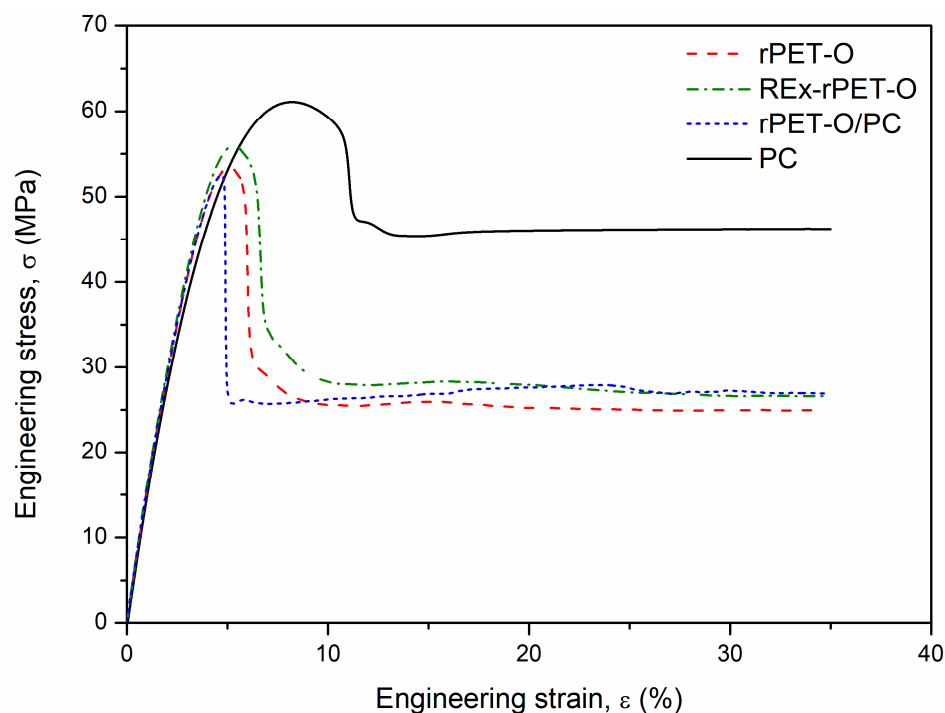 70
60
50
40
30
20
10
0
Engineering stress, σ (MPa)
rPET-O
REx-rPET-O
rPET-O/PC
PC
0 10 20 30 40
Engineering strain, ε (%)